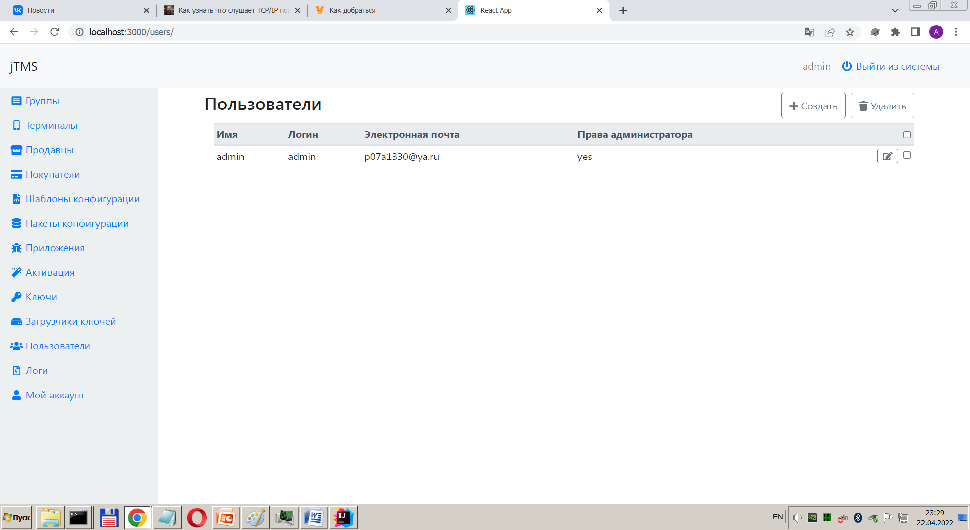 Новости
Как узнать что слушает TCP/IP
Как добраться
React App
localhost:3000/users/
A
jTMS
admin
Выйти из системы
Группы
Терминалы
Продавцы
Покупатели
Шаблоны конфигурации
Пакеты конфигурации
Приложения
Активация
Ключи
Загрузчики ключей
Пользователи
Логи
Мой аккаунт
Пользователи
Создать
Удалить
Имя Логин Электронная почта Права администратора
admin admin p07a1330@ya.ru yes
Пуск
EN
23:29
22.04.2022